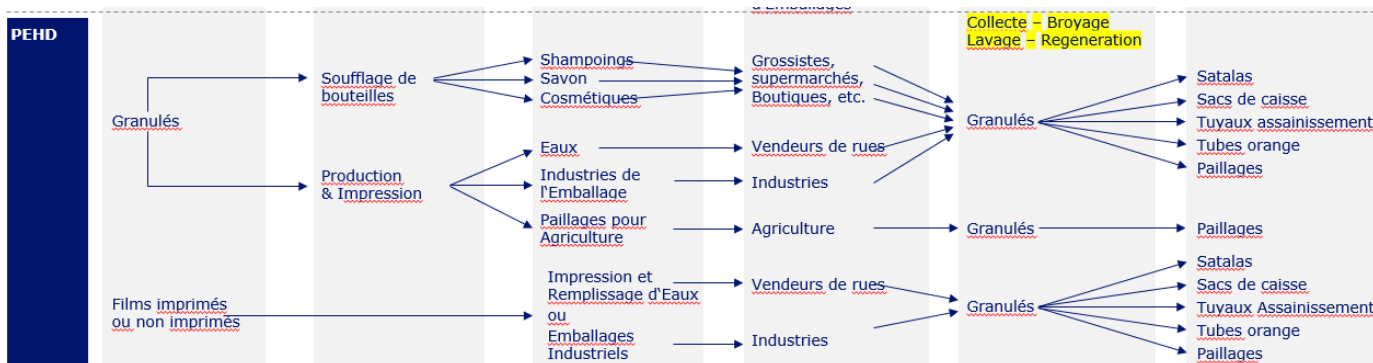 d'Emballages
PEHD
Collecte – Broyage
Lavage – Regeneration
Granulés
Soufflage de
bouteilles
Shampoings
Savon
Cosmétiques
Grossistes,
supermarchés,
Boutiques, etc.
Granulés
Satalas
Sacs de caisse
Tuyaux assainissement
Tubes orange
Paillages
Production
& Impression
Eaux
Vendeurs de rues
Industries de
l'Emballage
Industries
Paillages pour
Agriculture
Agriculture
Granulés
Paillages
Films imprimés
ou non imprimés
Impression et
Remplissage d'Eaux
ou
Emballages
Industriels
Vendeurs de rues
Industries
Granulés
Satalas
Sacs de caisse
Tuyaux Assainissement
Tubes orange
Paillages